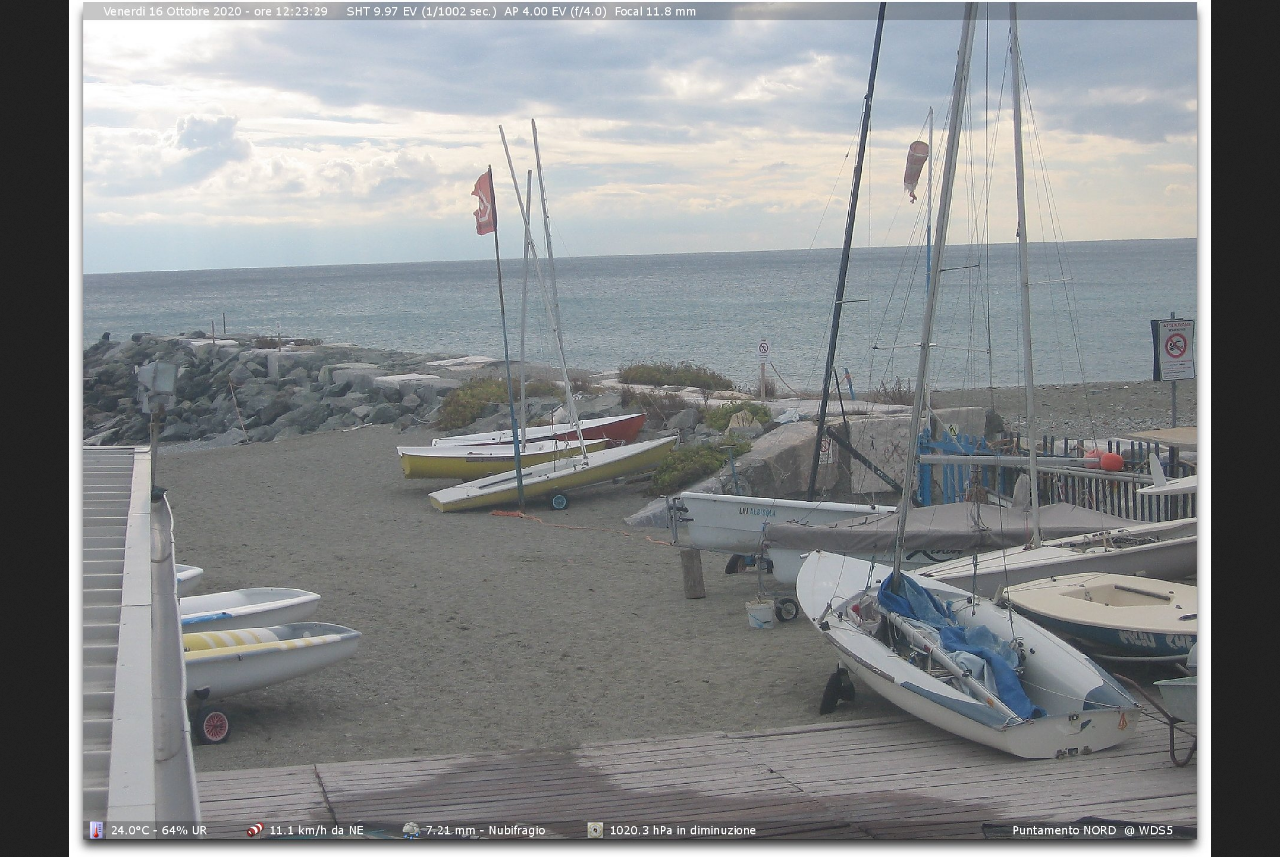 Venerdi 16 Ottobre 2020 - ore 12:23:29 SHT 9.97 EV (1/1002 sec.) AP 4.00 EV (f/4.0) Focal 11.8 mm
24.0°C - 64% UR 11.1 km/h da NE 7.21 mm - Nubifragio 1020.3 hPa in diminuzione Puntamento NORD @ WDS5